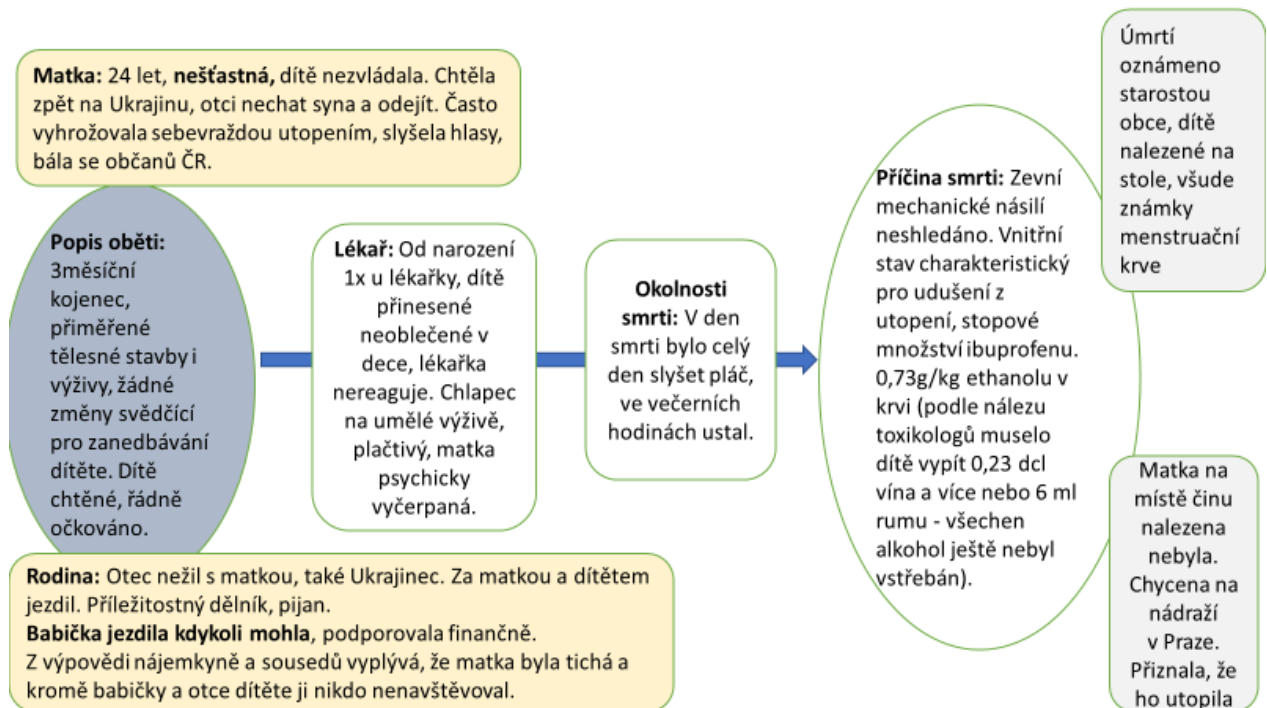 Matka: 24 let, nešťastná, dítě nezvládala. Chtěla
zpět na Ukrajinu, otci nechat syna a odejít. Často
vyhrožovala sebevraždou utopením, slyšela hlasy,
bála se občanů ČR.
Popis oběti:
3měsíční
kojenec,
přiměřené
tělesné stavby i
výživy, žádné
změny svědčící
pro zanedbávání
dítěte. Dítě
chtěné, řádně
očkováno.
Rodina: Otec nežil s matkou, také Ukrajinec. Za matkou a dítětem
jezdil. Příležitostný dělník, pijan.
Babička jezdila kdykoli mohla, podporovala finančně.
Z výpovědi nájemkyně a sousedů vyplývá, že matka byla tichá a
kromě babičky a otce dítěte ji nikdo nenavštěvoval.
Lékař: Od narození
1x u lékařky, dítě
přinesené
neoblečené v
dece, lékařka
nereaguje. Chlapec
na umělé výživě,
plačtivý, matka
psychicky
vyčerpaná.
Okolnosti
smrti: V den
smrti bylo celý
den slyšet pláč,
ve večerních
hodinách ustal.
Příčina smrti: Zevní
mechanické násilí
neshledáno. Vnitřní
stav charakteristický
pro udušení z
utopení, stopové
množství ibuprofenu.
0,73g/kg ethanolu v
krvi (podle nálezu
toxikologů muselo
dítě vypít 0,23 dcl
vína a více nebo 6 ml
rumu - všechen
alkohol ještě nebyl
vstřebán).
Úmrtí
oznámeno
starostou
obce, dítě
nalezené na
stole, všude
známky
menstruační
krve
Matka na
místě činu
nalezena
nebyla.
Chycena na
nádraží
v Praze.
Přiznala, že
ho utopila